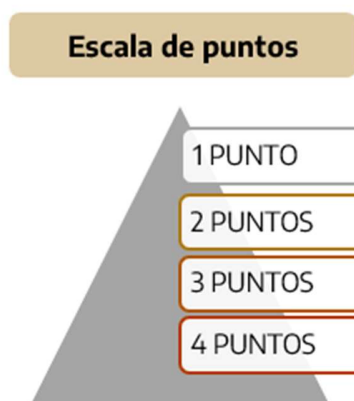 Escala de puntos
1 PUNTO
2 PUNTOS
3 PUNTOS
4 PUNTOS